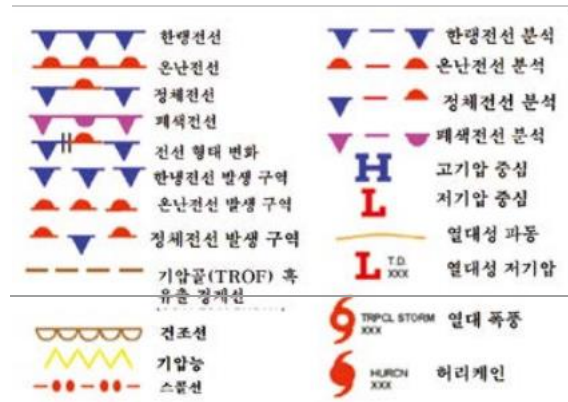 한랭전선
온난전선
정체전선
폐색전선
전선 형태 변화
한냉전선 발생 구역
온난전선 발생 구역
정체전선 발생 구역
기압골(TROF) 혹
유출 경계선
건조선
기압능
스콜선
한랭전선 분석
온난전선 분석
정체전선 분석
폐색전선 분석
H 고기압 중심
L 저기압 중심
열대성 파동
L T.D. XXX 열대성 저기압
TRPCL STORM XXX 열대 폭풍
HURCN XXX 허리케인